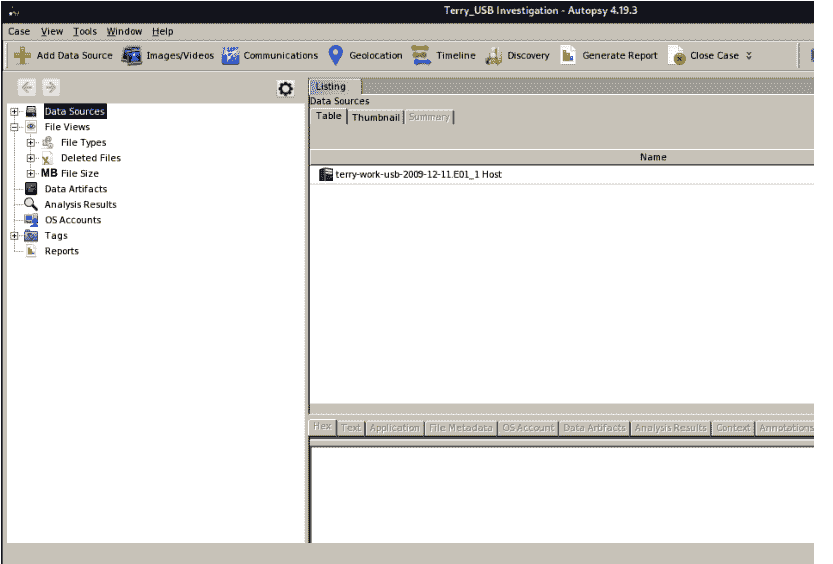 Terry_USB Investigation - Autopsy 4.19.3
Case View Tools Window Help
Add Data Source Images/Videos Communications Geolocation Timeline Discovery Generate Report Close Case
Listing
Data Sources
Table Thumbnail Summary
Name
terry-work-usb-2009-12-11.E01_1 Host
Data Sources
File Views
File Types
Deleted Files
MB File Size
Data Artifacts
Analysis Results
OS Accounts
Tags
Reports
Hex Text Application File Metadata OS Account Data Artifacts Analysis Results Context Annotations